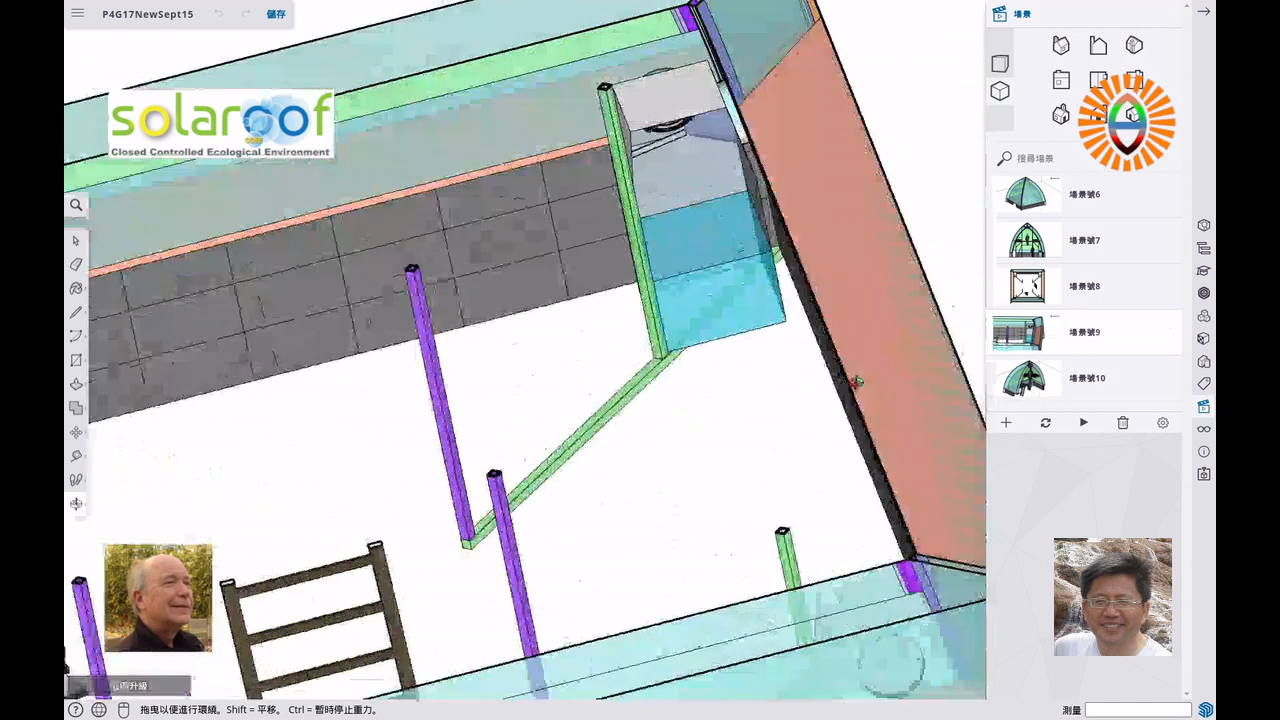 P4G17NewSept15
儲存
場景
solaroof
Closed Controlled Ecological Environment
搜尋場景
場景號6
場景號7
場景號8
場景號9
場景號10
升級
拖曳以便進行環繞。Shift = 平移。 Ctrl = 暫時停止重力。
測量